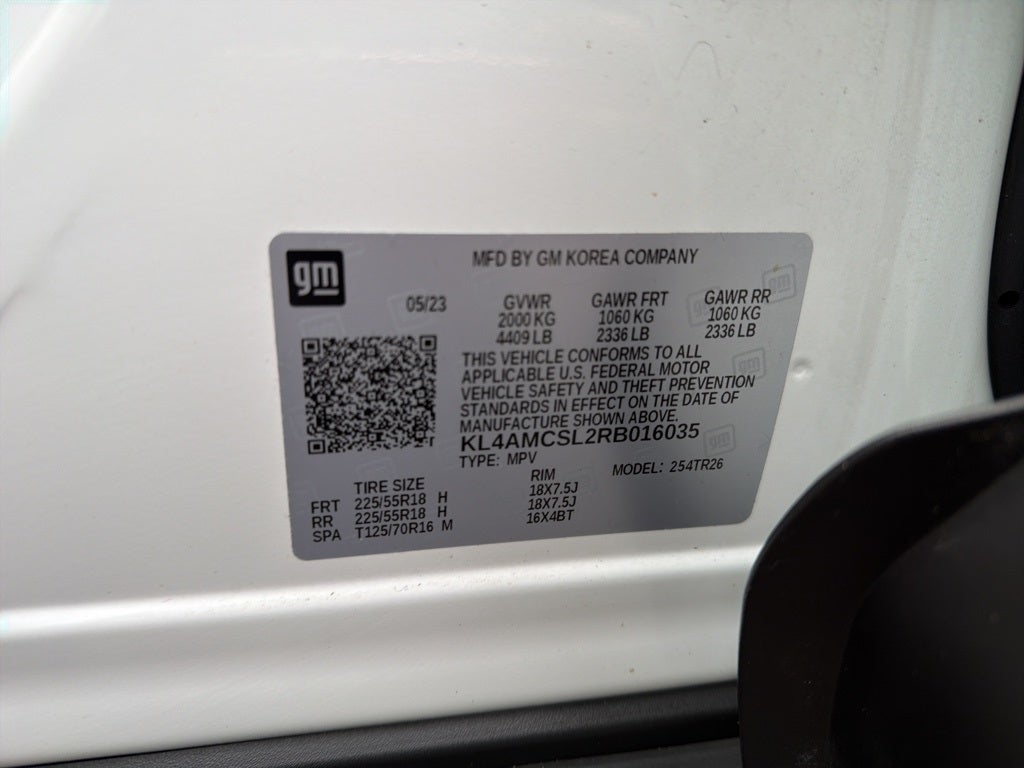 gm
MFD BY GM KOREA COMPANY
05/23 GVWR GAWR FRT GAWR RR
2000 KG 1060 KG 1060 KG
4409 LB 2336 LB 2336 LB
THIS VEHICLE CONFORMS TO ALL
APPLICABLE U.S. FEDERAL MOTOR
VEHICLE SAFETY AND THEFT PREVENTION
STANDARDS IN EFFECT ON THE DATE OF
MANUFACTURE SHOWN ABOVE.
KL4AMCSL2RB016035
TYPE: MPV MODEL: 254TR26
TIRE SIZE RIM
FRT 225/55R18 H 18X7.5J
RR 225/55R18 H 18X7.5J
SPA T125/70R16 M 16X4BT